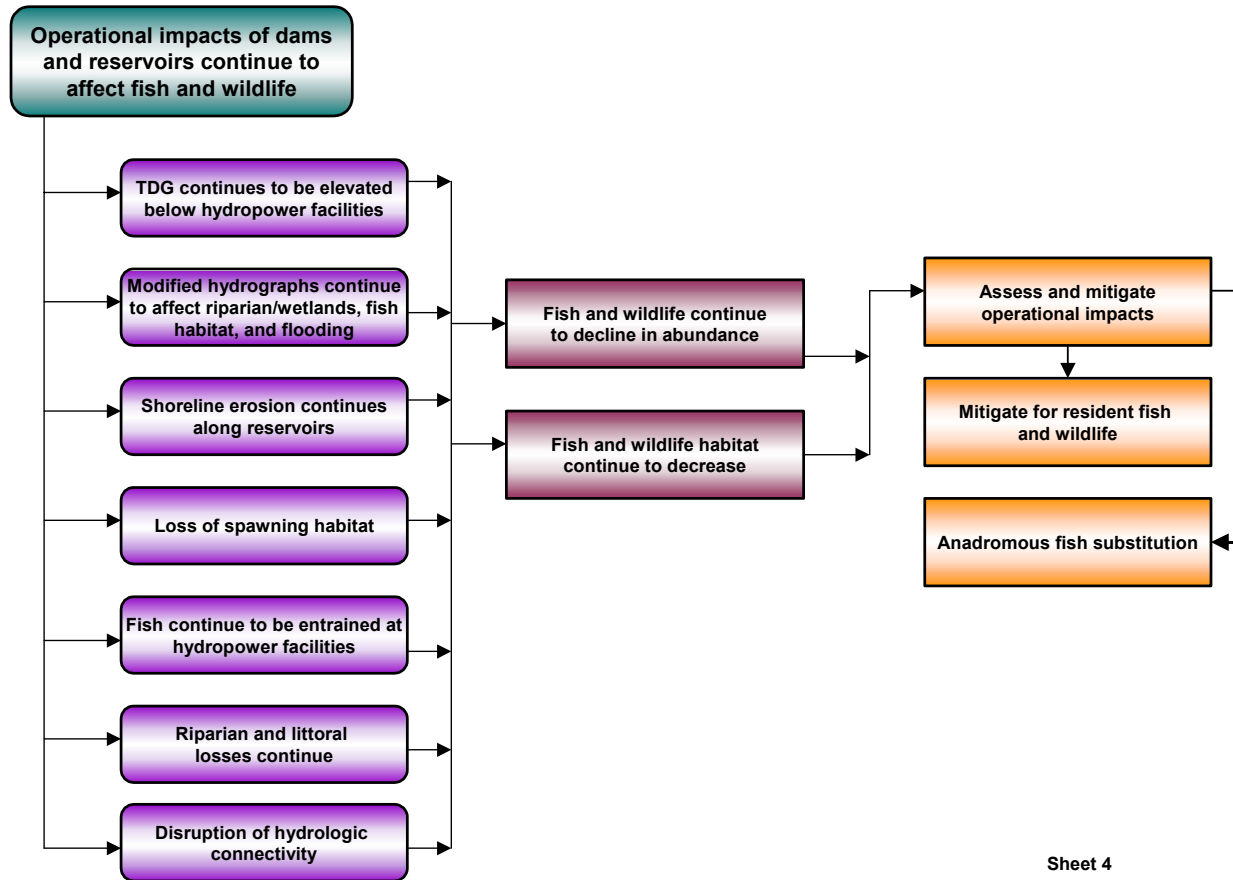 Operational impacts of dams
and reservoirs continue to
affect fish and wildlife
TDG continues to be elevated
below hydropower facilities
Modified hydrographs continue
to affect riparian/wetlands, fish
habitat, and flooding
Shoreline erosion continues
along reservoirs
Loss of spawning habitat
Fish continue to be entrained at
hydropower facilities
Riparian and littoral
losses continue
Disruption of hydrologic
connectivity
Fish and wildlife continue
to decline in abundance
Fish and wildlife habitat
continue to decrease
Assess and mitigate
operational impacts
Mitigate for resident fish
and wildlife
Anadromous fish substitution
Sheet 4